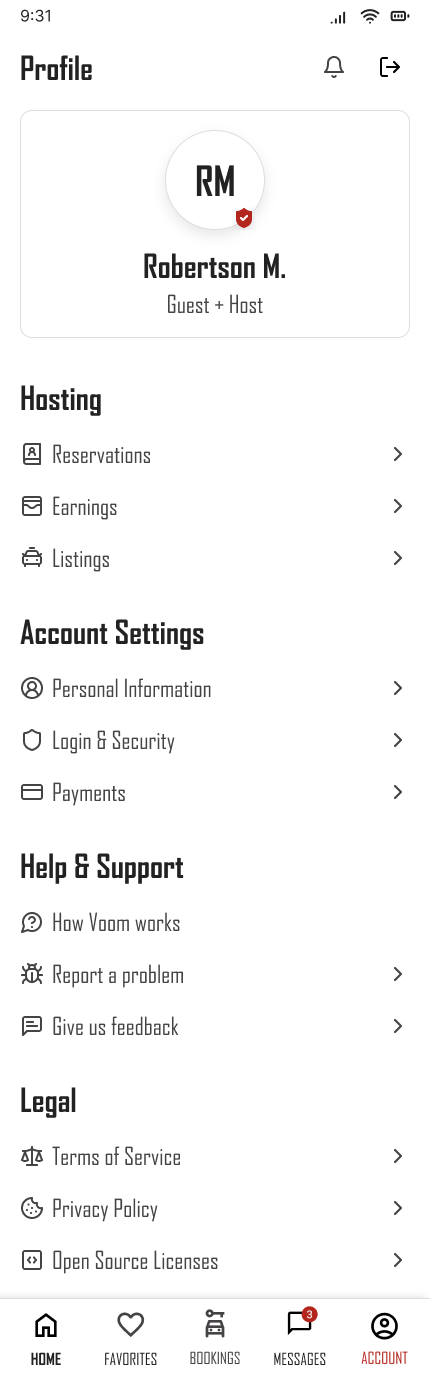 9:31
Profile
RM
Robertson M.
Guest + Host
Hosting
Reservations
Earnings
Listings
Account Settings
Personal Information
Login & Security
Payments
Help & Support
How Voom works
Report a problem
Give us feedback
Legal
Terms of Service
Privacy Policy
Open Source Licenses
3
HOME FAVORITES BOOKINGS MESSAGES ACCOUNT